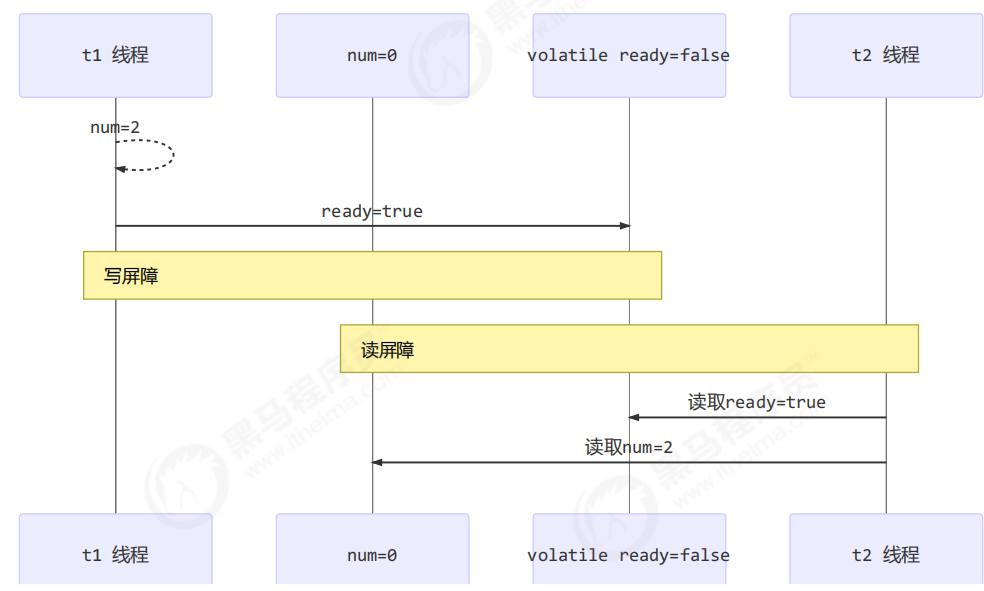 t1 线程
num=0
volatile ready=false
t2 线程
num=2
ready=true
写屏障
读屏障
读取ready=true
读取num=2
t1 线程
num=0
volatile ready=false
t2 线程
黑马程序员
www.itheima.com